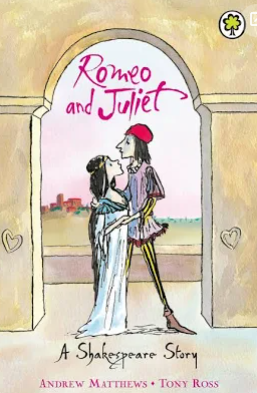 Romeo
and Juliet
A Shakespeare Story
ANDREW MATTHEWS • TONY ROSS